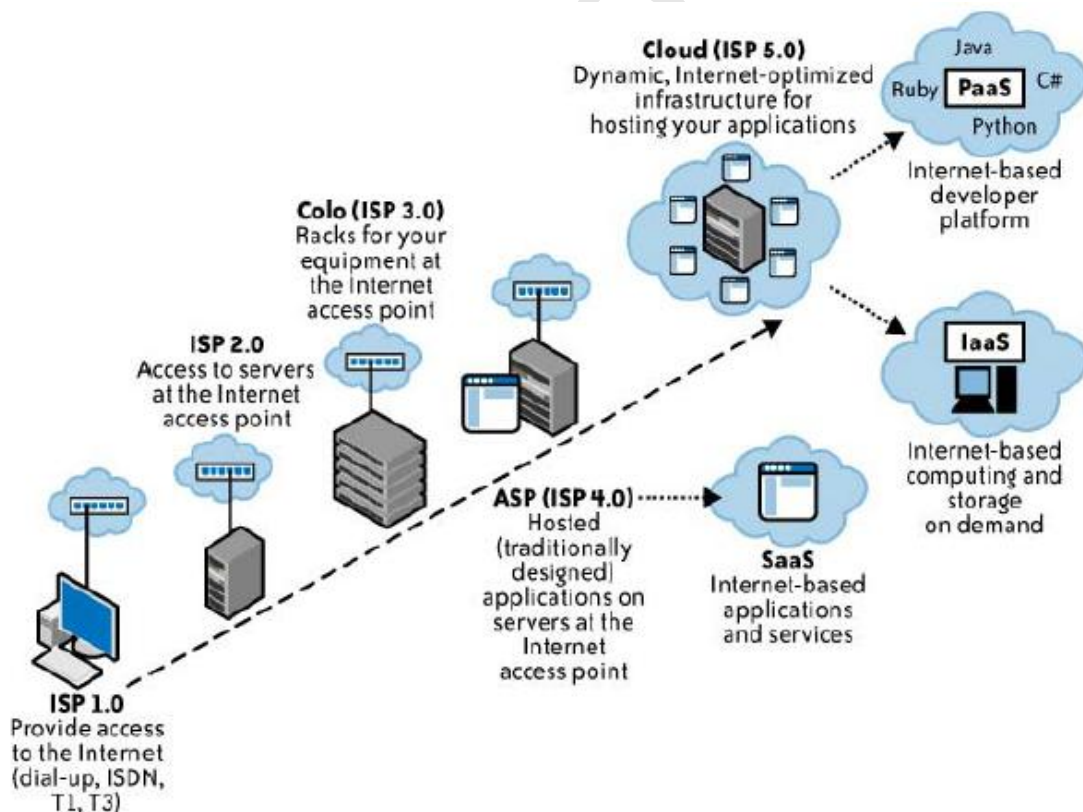 ISP 1.0
Provide access
to the Internet
(dial-up, ISDN,
T1, T3)
ISP 2.0
Access to servers
at the Internet
access point
Colo (ISP 3.0)
Racks for your
equipment at
the Internet
access point
ASP (ISP 4.0)
Hosted
(traditionally
designed)
applications on
servers at the
Internet
access point
SaaS
Internet-based
applications
and services
Cloud (ISP 5.0)
Dynamic, Internet-optimized
infrastructure for
hosting your applications
Java
Ruby PaaS C#
Python
Internet-based
developer
platform
IaaS
Internet-based
computing and
storage
on demand